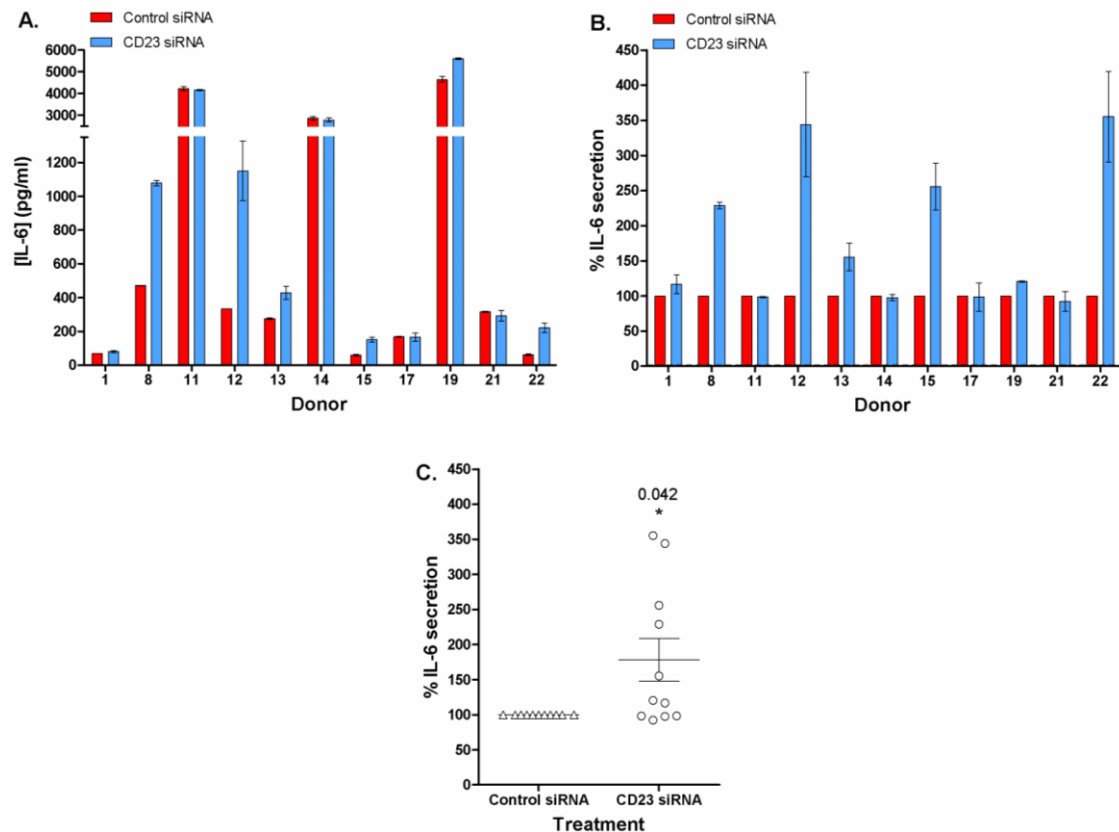 A.
Control siRNA
CD23 siRNA
6000
5000
4000
3000
1200
1000
800
600
400
200
0
[IL-6] (pg/ml)
1 8 11 12 13 14 15 17 19 21 22
Donor
B.
Control siRNA
CD23 siRNA
450
400
350
300
250
200
150
100
50
0
% IL-6 secretion
1 8 11 12 13 14 15 17 19 21 22
Donor
C.
450
400
350
300
250
200
150
100
50
0
% IL-6 secretion
0.042
*
Control siRNA CD23 siRNA
Treatment